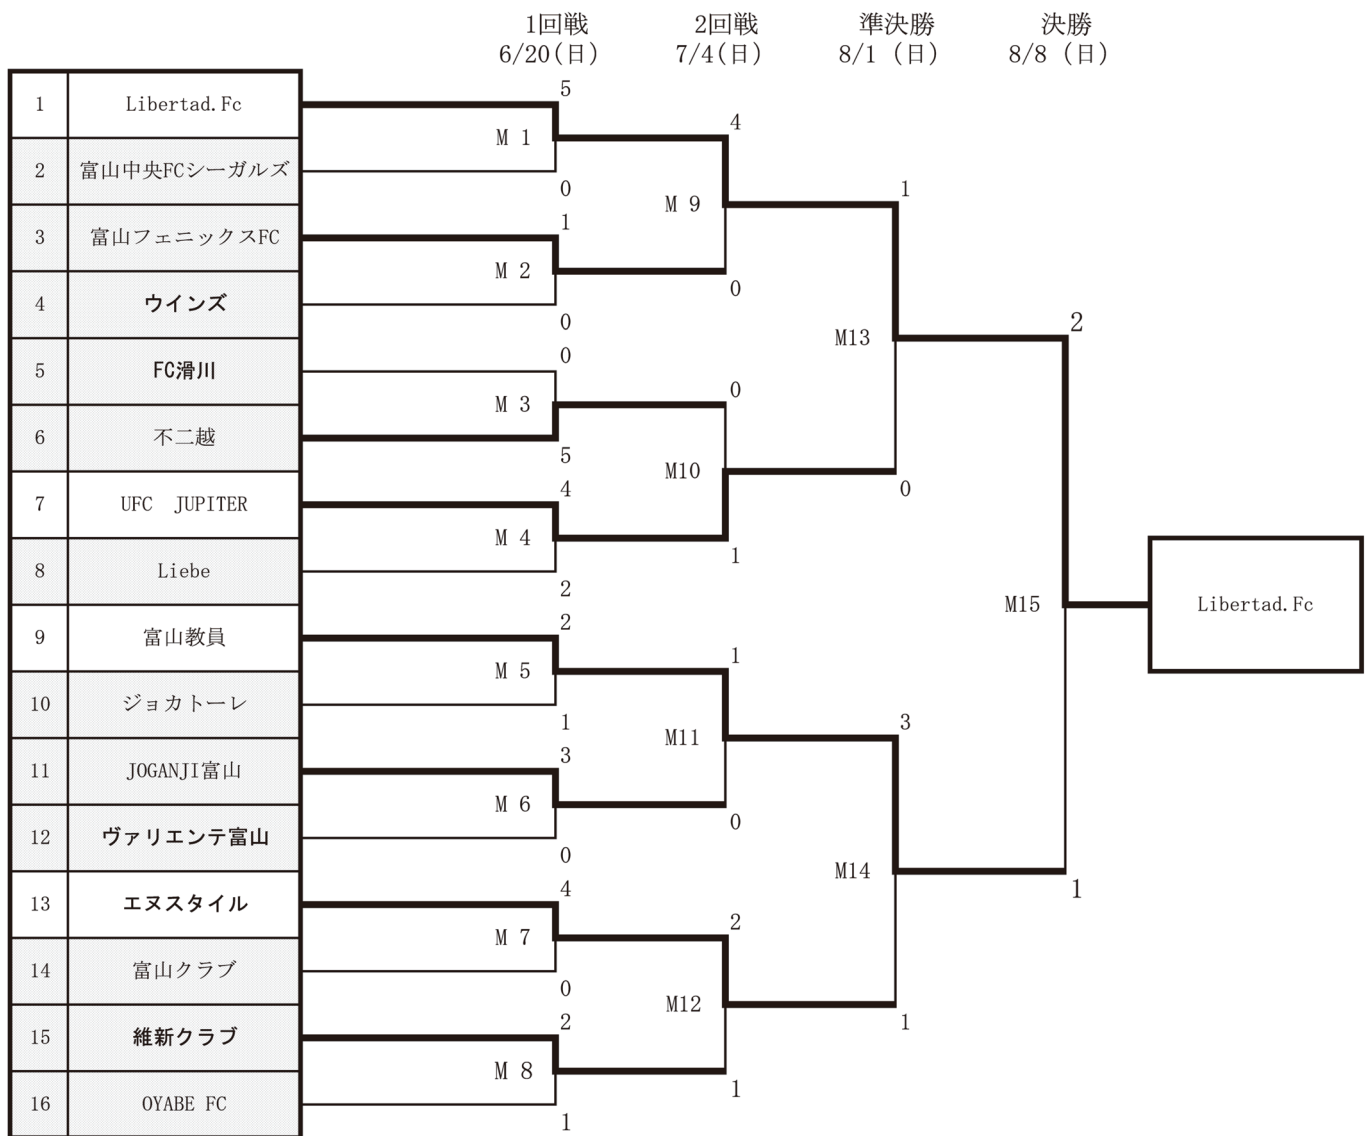 1回戦 2回戦 準決勝 決勝
6/20(日) 7/4(日) 8/1 (日) 8/8 (日)
5
1 Libertad.Fc
M 1 4
2 富山中央FCシーガルズ
0 M 9 1
1
3 富山フェニックスFC
M 2 0
4 ウインズ
0 M13 2
0
5 FC滑川
M 3 0
6 不二越
5 M10 0
4
7 UFC JUPITER
M 4 1
8 Liebe
2 M15 Libertad.Fc
2
9 富山教員
M 5 1
10 ジョカトーレ
1 M11 3
3
11 JOGANJI富山
M 6 0
12 ヴァリエンテ富山
0 M14 1
4
13 エヌスタイル
M 7 2
14 富山クラブ
0 M12 1
2
15 維新クラブ
M 8 1
16 OYABE FC
1